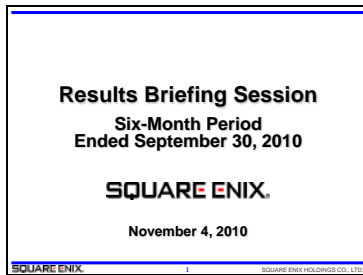 Results Briefing Session
Six-Month Period
Ended September 30, 2010
SQUARE ENIX.
November 4, 2010
SQUARE ENIX.
1
SQUARE ENIX HOLDINGS CO., LTD